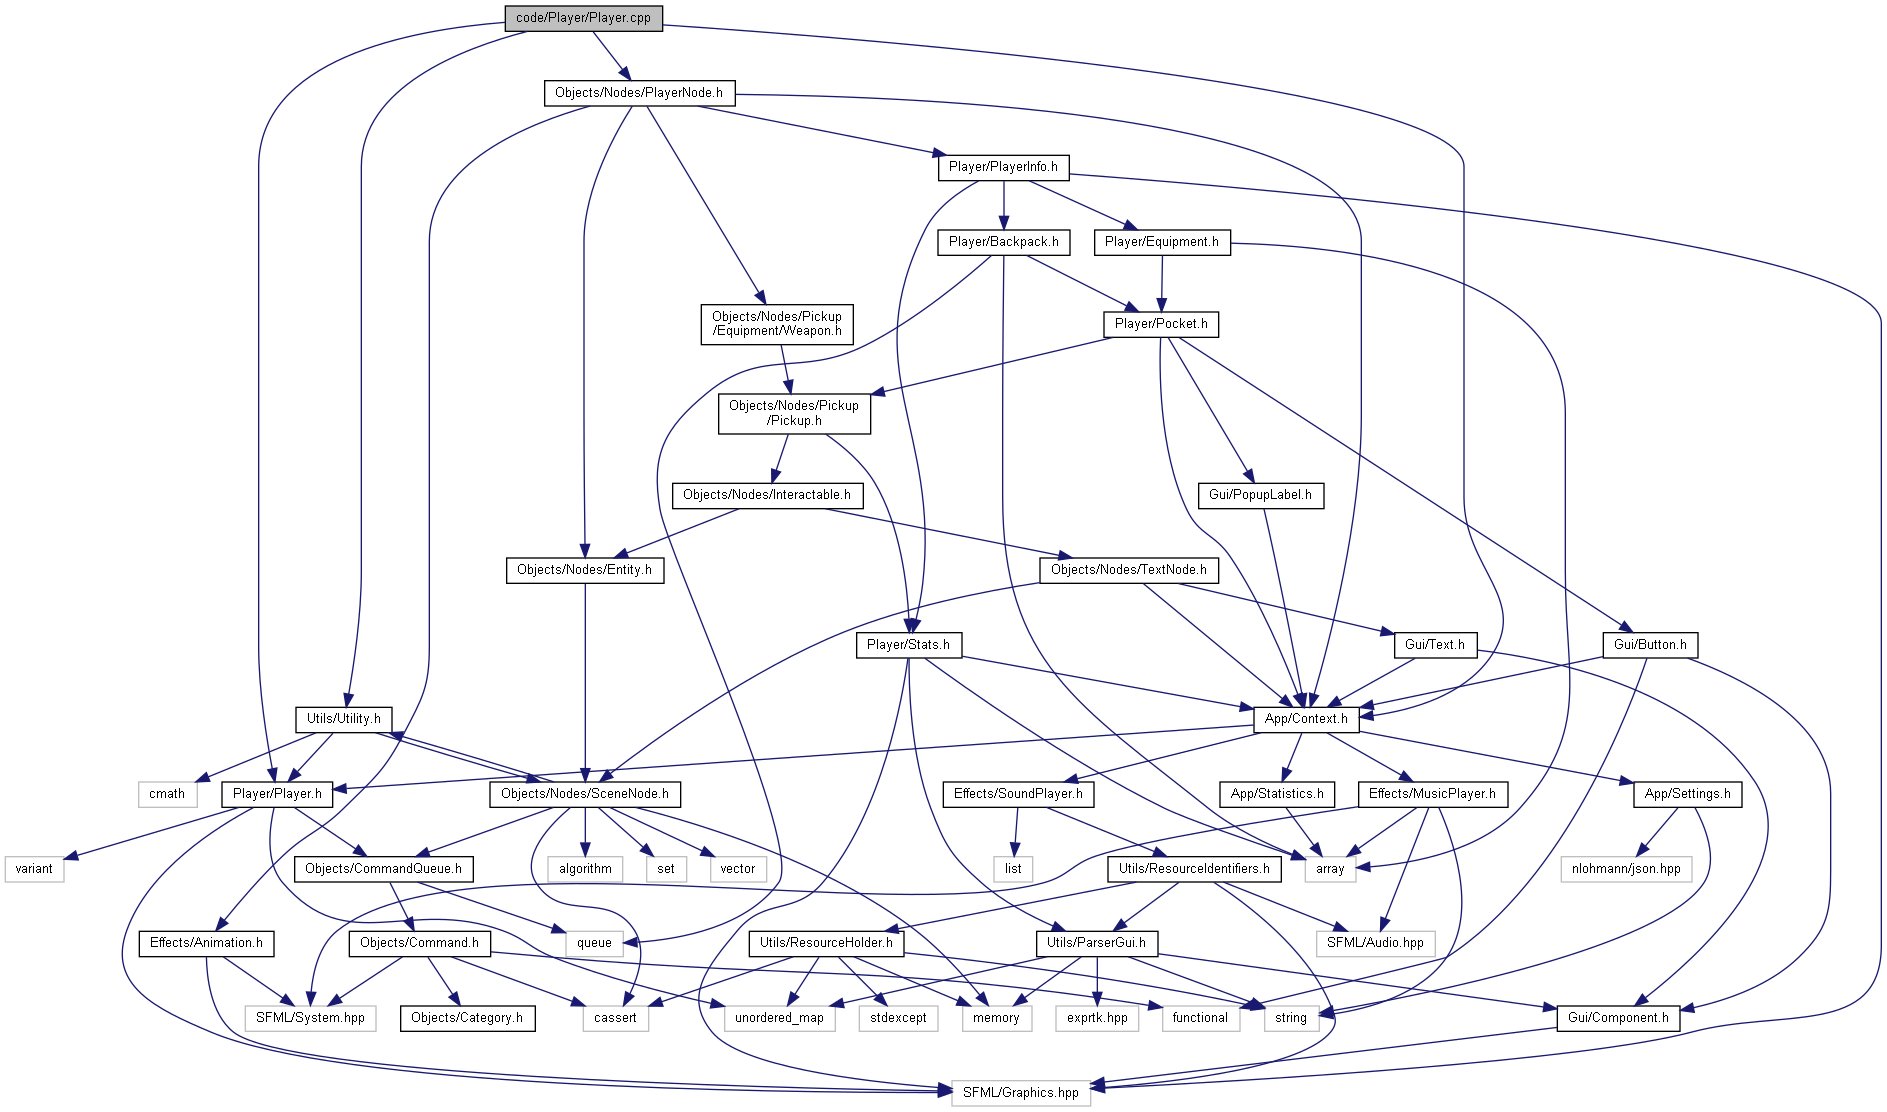 code/Player/Player.cpp
Objects/Nodes/PlayerNode.h
Player/PlayerInfo.h
Player/Backpack.h
Player/Equipment.h
Objects/Nodes/Pickup
/Equipment/Weapon.h
Player/Pocket.h
Objects/Nodes/Pickup
/Pickup.h
Objects/Nodes/Interactable.h
Gui/PopupLabel.h
Objects/Nodes/Entity.h
Objects/Nodes/TextNode.h
Player/Stats.h
Gui/Text.h
Gui/Button.h
Utils/Utility.h
App/Context.h
cmath
Player/Player.h
Objects/Nodes/SceneNode.h
Effects/SoundPlayer.h
App/Statistics.h
Effects/MusicPlayer.h
App/Settings.h
variant
Objects/CommandQueue.h
algorithm
set
vector
list
Utils/ResourceIdentifiers.h
array
nlohmann/json.hpp
Effects/Animation.h
Objects/Command.h
queue
Utils/ResourceHolder.h
Utils/ParserGui.h
SFML/Audio.hpp
SFML/System.hpp
Objects/Category.h
cassert
unordered_map
stdexcept
memory
exprtk.hpp
functional
string
Gui/Component.h
SFML/Graphics.hpp